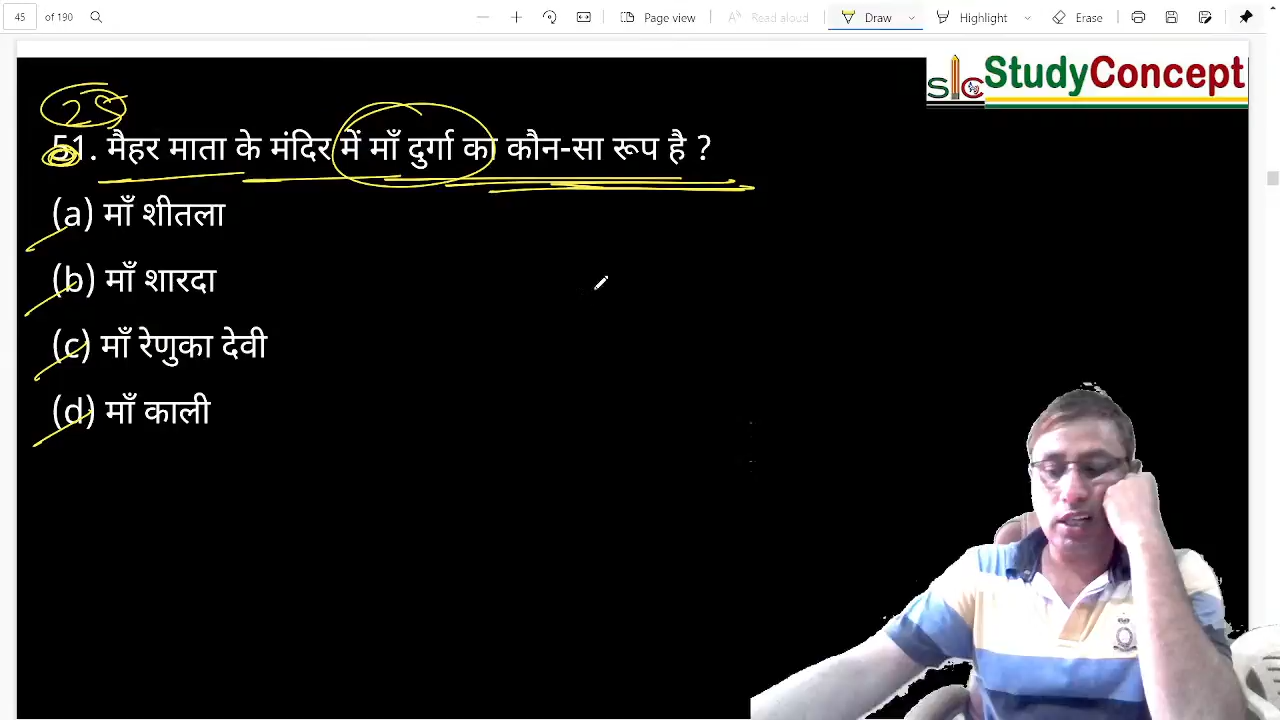 45 of 190 Page view Read aloud Draw Highlight Erase
StudyConcept
25
51. मैहर माता के मंदिर में माँ दुर्गा का कौन-सा रूप है ?
(a) माँ शीतला
(b) माँ शारदा
(c) माँ रेणुका देवी
(d) माँ काली